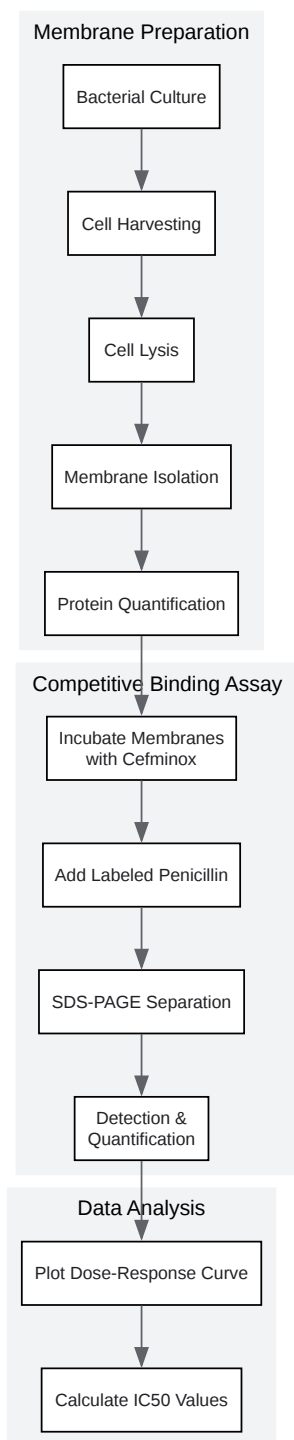 Membrane Preparation
Bacterial Culture
Cell Harvesting
Cell Lysis
Membrane Isolation
Protein Quantification
Competitive Binding Assay
Incubate Membranes
with Cefminox
Add Labeled Penicillin
SDS-PAGE Separation
Detection &
Quantification
Data Analysis
Plot Dose-Response Curve
Calculate IC50 Values